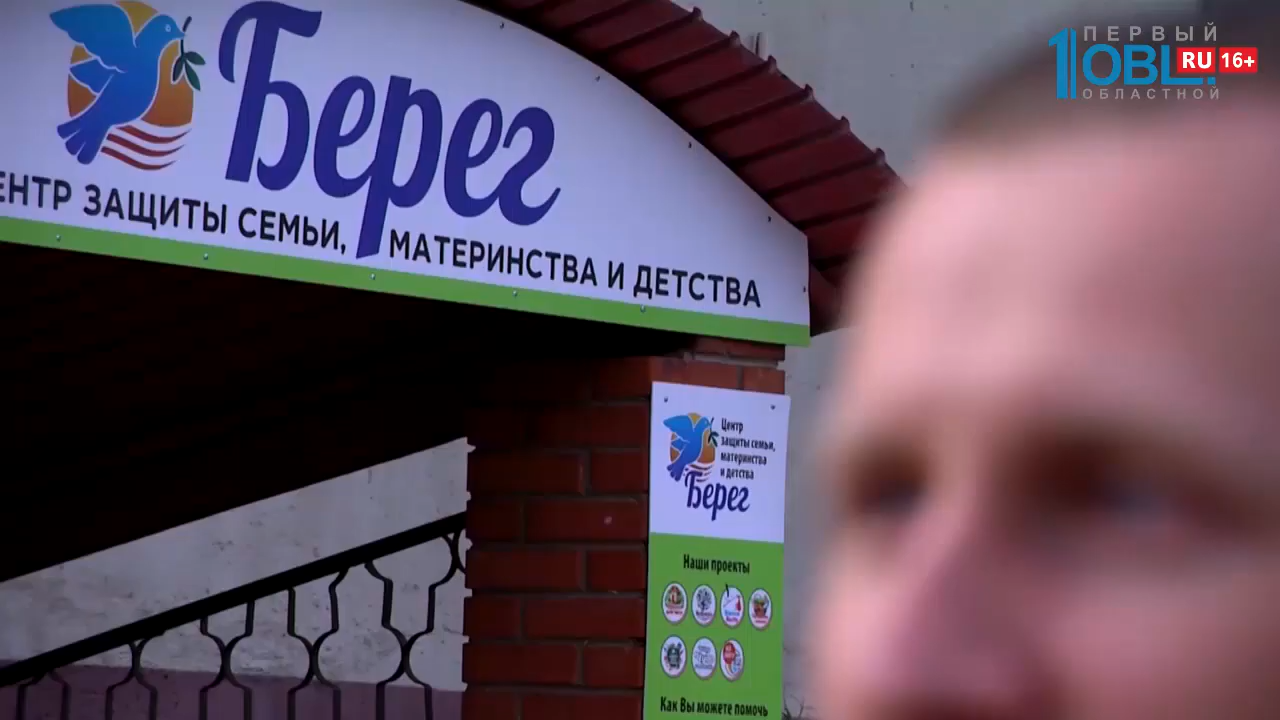 Берег
ЕНТР ЗАЩИТЫ СЕМЬИ, МАТЕРИНСТВА И ДЕТСТВА
ПЕРВЫЙ
1OBL.
RU 16+
ОБЛАСТНОЙ
Центр
защиты семьи,
материнства
и детства
Берег
Наши проекты
Как Вы можете помочь